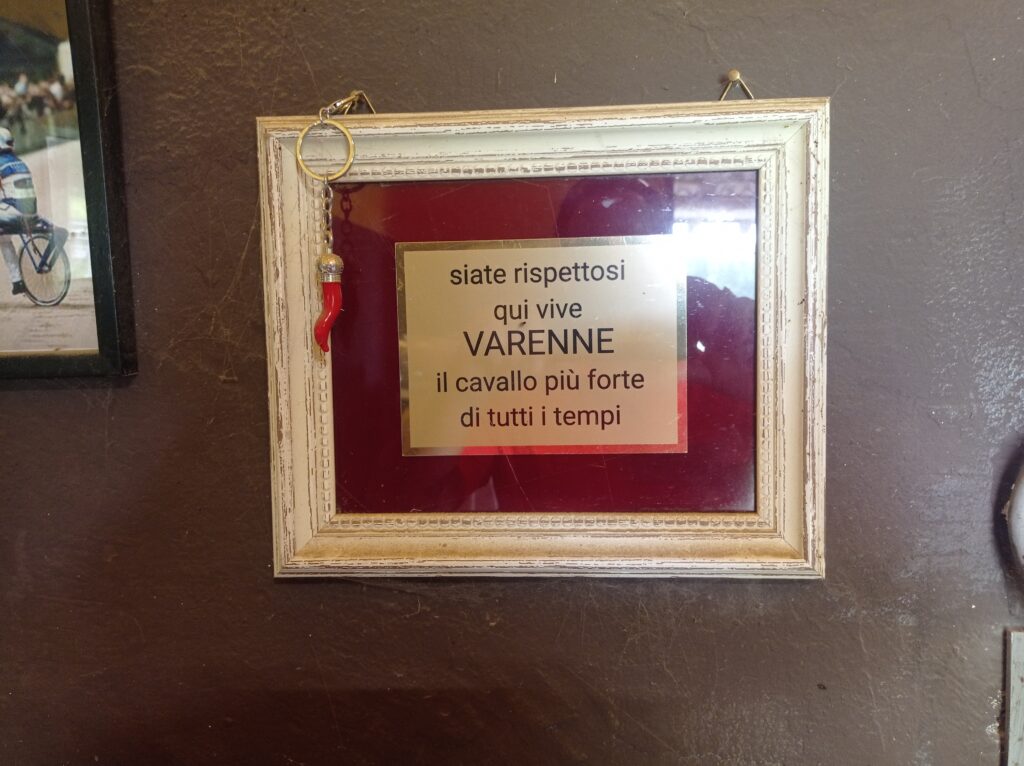 siate rispettosi
qui vive
VARENNE
il cavallo più forte
di tutti i tempi